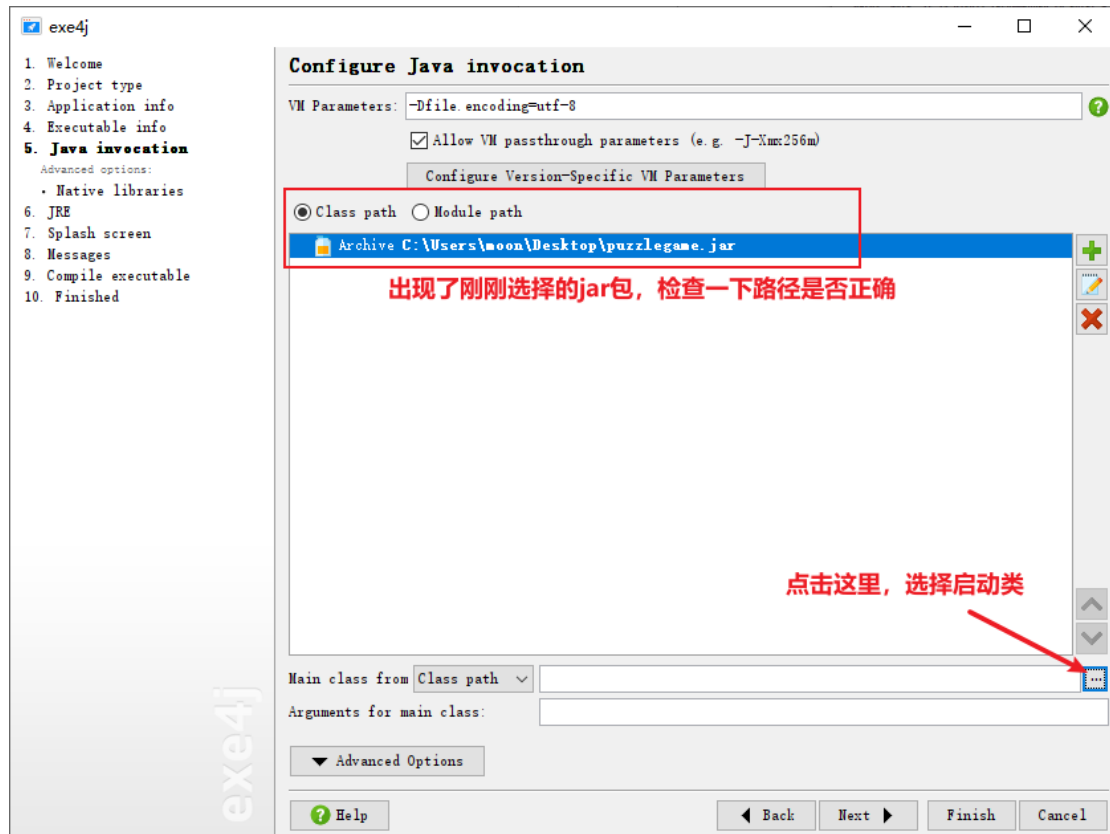 exe4j
1. Welcome
2. Project type
3. Application info
4. Executable info
5. Java invocation
Advanced options:
• Native libraries
6. JRE
7. Splash screen
8. Messages
9. Compile executable
10. Finished
exe4j
Configure Java invocation
VM Parameters: -Dfile.encoding=utf-8
Allow VM passthrough parameters (e.g. -J-Xmx256m)
Configure Version-Specific VM Parameters
Class path Module path
Archive C:\Users\moon\Desktop\puzzlegame.jar
出现了刚刚选择的jar包，检查一下路径是否正确
点击这里，选择启动类
Main class from Class path ...
Arguments for main class:
Advanced Options
Help Back Next Finish Cancel